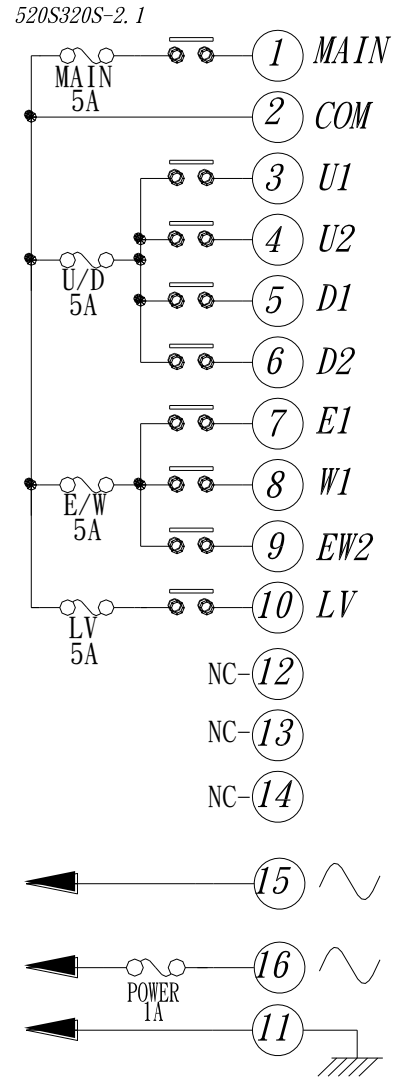 520S320S-2.1
1 MAIN
MAIN
5A
2 COM
3 U1
4 U2
U/D
5A
5 D1
6 D2
7 E1
8 W1
E/W
5A
9 EW2
10 LV
LV
5A
NC-12
NC-13
NC-14
15
16
POWER
1A
11